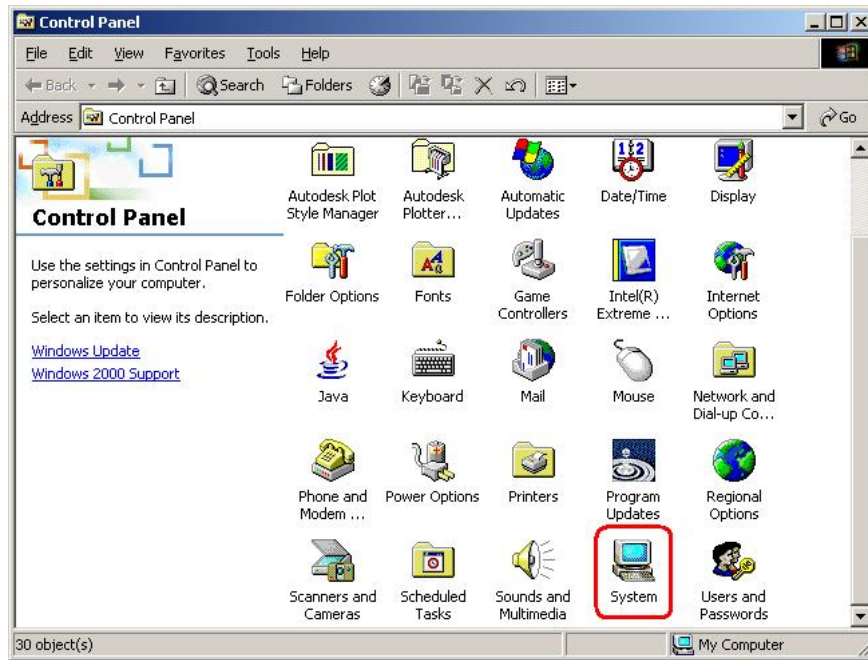 Control Panel
File Edit View Favorites Tools Help
Back Search Folders
Address Control Panel Go
Control Panel
Use the settings in Control Panel to
personalize your computer.
Select an item to view its description.
Windows Update
Windows 2000 Support
Autodesk Plot
Style Manager
Autodesk
Plotter...
Automatic
Updates
Date/Time
Display
Folder Options
Fonts
Game
Controllers
Intel(R)
Extreme ...
Internet
Options
Java
Keyboard
Mail
Mouse
Network and
Dial-up Co...
Phone and
Modem ...
Power Options
Printers
Program
Updates
Regional
Options
Scanners and
Cameras
Scheduled
Tasks
Sounds and
Multimedia
System
Users and
Passwords
30 object(s) My Computer